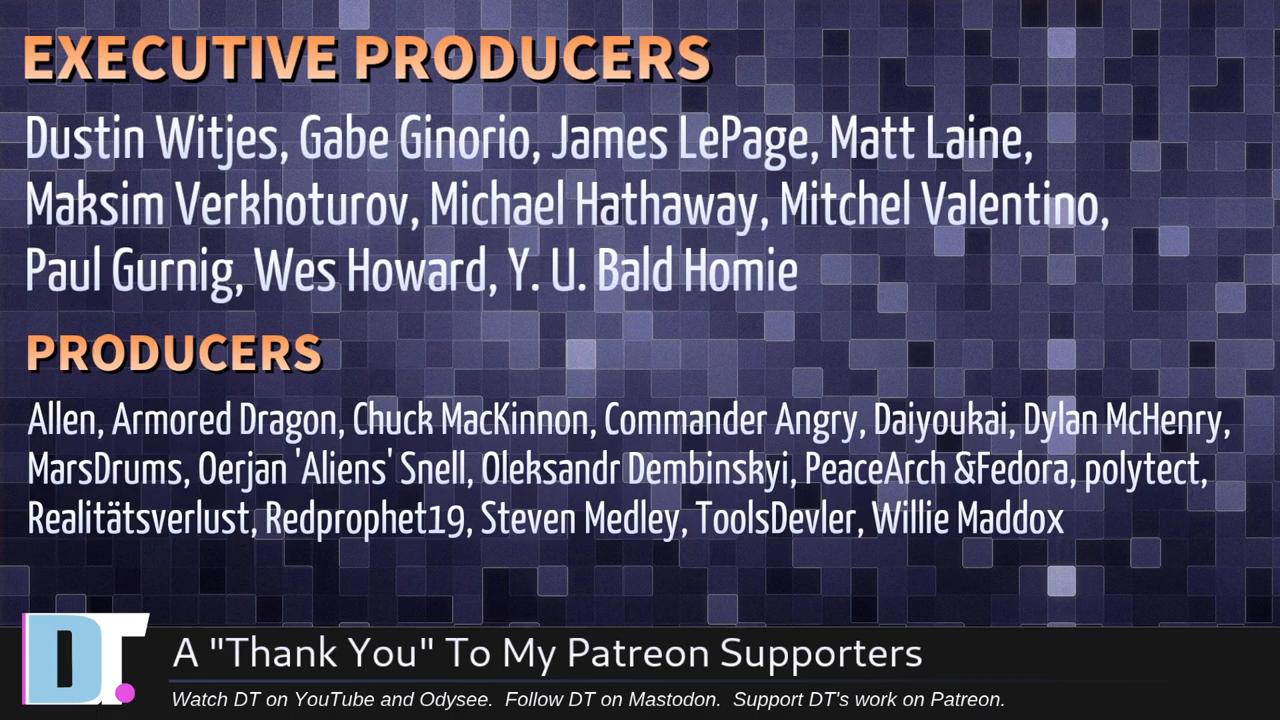 EXECUTIVE PRODUCERS
Dustin Witjes, Gabe Ginorio, James LePage, Matt Laine,
Maksim Verkhoturov, Michael Hathaway, Mitchel Valentino,
Paul Gurnig, Wes Howard, Y. U. Bald Homie
PRODUCERS
Allen, Armored Dragon, Chuck MacKinnon, Commander Angry, Daiyoukai, Dylan McHenry,
MarsDrums, Oerjan 'Aliens' Snell, Oleksandr Dembinskyi, PeaceArch &Fedora, polytect,
Realitätsverlust, Redprophet19, Steven Medley, ToolsDevler, Willie Maddox
DT.
A "Thank You" To My Patreon Supporters
Watch DT on YouTube and Odysee. Follow DT on Mastodon. Support DT's work on Patreon.